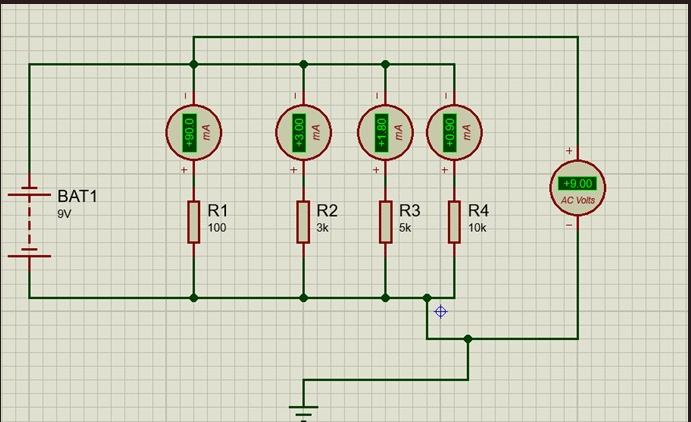 +90.0
mA
+3.00
mA
+1.80
mA
+0.90
mA
+9.00
AC Volts
BAT1
9V
R1
100
R2
3k
R3
5k
R4
10k